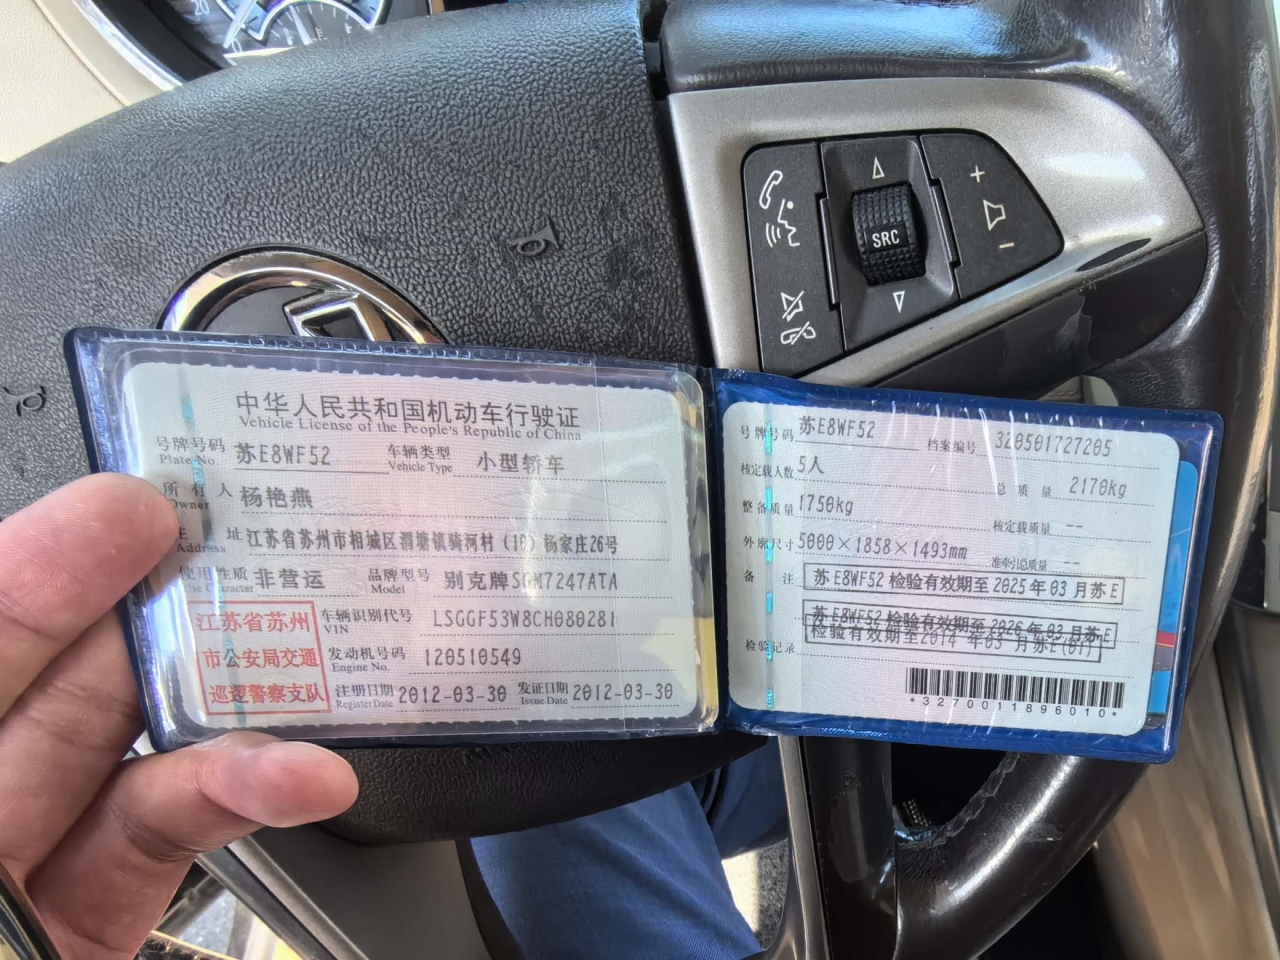 SRC
中华人民共和国机动车行驶证
Vehicle License of the People's Republic of China
号牌号码 苏E8WF52 车辆类型 小型轿车
Plate No. Vehicle Type
所有人 杨艳燕
Owner
址 江苏省苏州市相城区渭塘镇骑河村(10)杨家庄26号
Address
使用性质 非营运 品牌型号 别克牌SGM7247ATA
Use Character Model
江苏省苏州
市公安局交通
巡逻警察支队
车辆识别代号 LSGGF53W8CH080281
VIN
发动机号码 120510549
Engine No.
注册日期 2012-03-30 发证日期 2012-03-30
Register Date Issue Date
号牌号码 苏E8WF52 档案编号 320501727205
核定载人数 5人 总质量 2170kg
整备质量 1750kg 核定载质量 --
外廓尺寸 5000×1858×1493mm 准牵引总质量 --
备注 苏E8WF52 检验有效期至2025年03月苏E
苏E8WF52 检验有效期至2026年03月苏E
检验记录 检验有效期至2014年03月苏E(01)
*3270011896010*